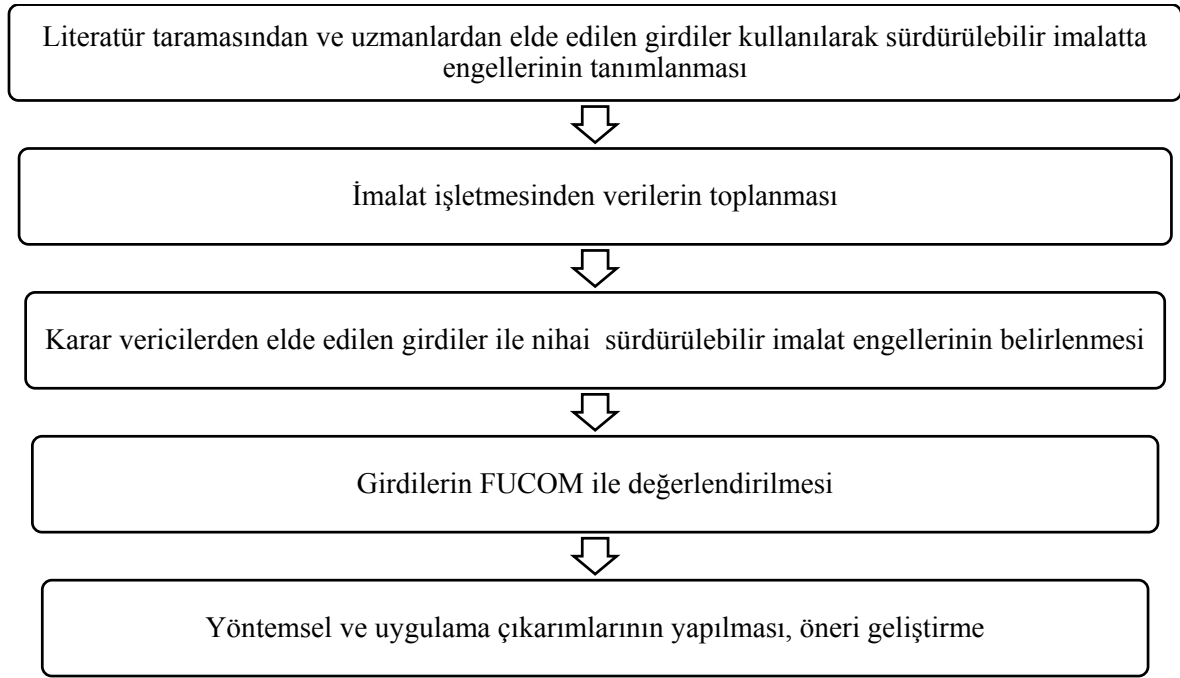 Literatür taramasından ve uzmanlardan elde edilen girdiler kullanılarak sürdürülebilir imalatta
engellerinin tanımlanması
İmalat işletmesinden verilerin toplanması
Karar vericilerden elde edilen girdiler ile nihai  sürdürülebilir imalat engellerinin belirlenmesi
Girdilerin FUCOM ile değerlendirilmesi
Yöntemsel ve uygulama çıkarımlarının yapılması, öneri geliştirme